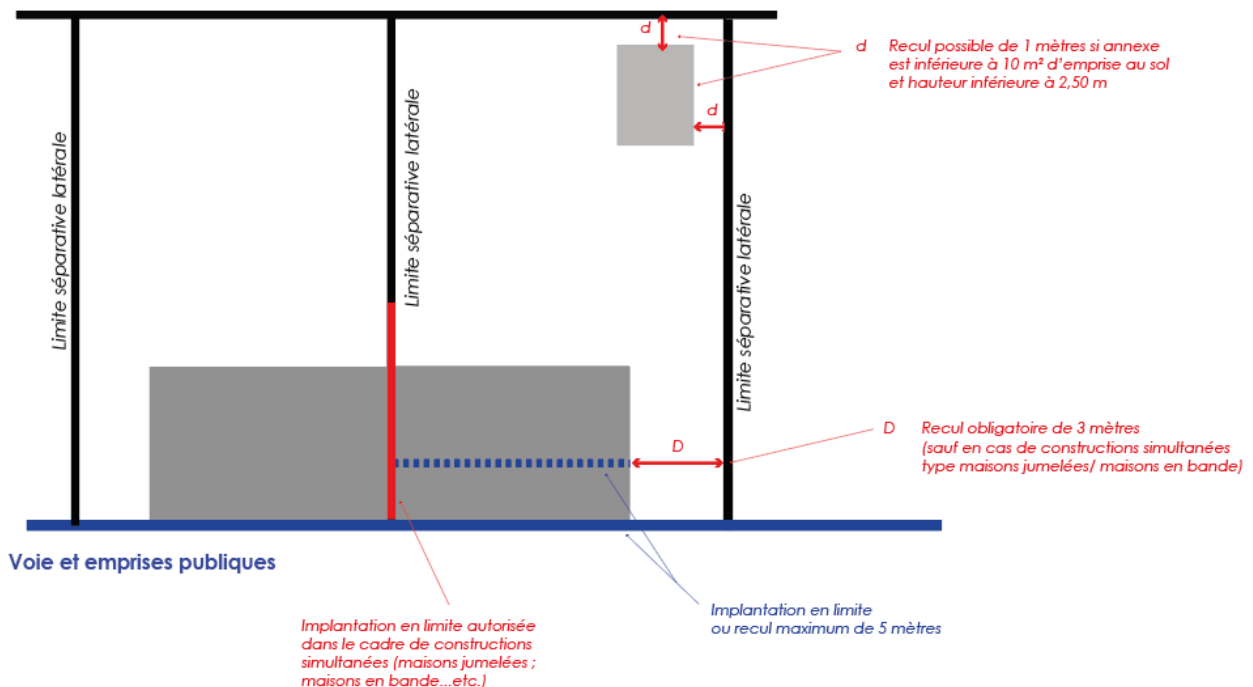 d
d Recul possible de 1 mètres si annexe
est inférieure à 10 m² d'emprise au sol
et hauteur inférieure à 2,50 m
d
Limite séparative latérale
Limite séparative latérale
Limite séparative latérale
D
D Recul obligatoire de 3 mètres
(sauf en cas de constructions simultanées
type maisons jumelées/ maisons en bande)
Voie et emprises publiques
Implantation en limite
ou recul maximum de 5 mètres
Implantation en limite autorisée
dans le cadre de constructions
simultanées (maisons jumelées ;
maisons en bande...etc.)